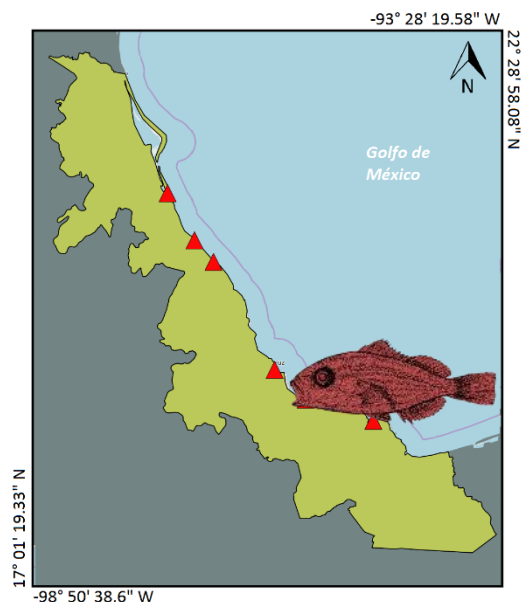 -93° 28' 19.58" W
22° 28' 58.08" N
N
Golfo de
México
17° 01' 19.33" N
-98° 50' 38.6" W